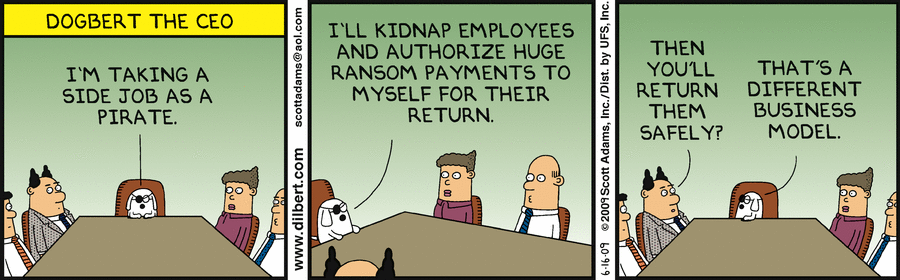 DOGBERT THE CEO
I'M TAKING A
SIDE JOB AS A
PIRATE.
www.dilbert.com
scottadams@aol.com
I'LL KIDNAP EMPLOYEES
AND AUTHORIZE HUGE
RANSOM PAYMENTS TO
MYSELF FOR THEIR
RETURN.
6-16-09 © 2009 Scott Adams, Inc./Dist. by UFS, Inc.
THEN
YOU'LL
RETURN
THEM
SAFELY?
THAT'S A
DIFFERENT
BUSINESS
MODEL.